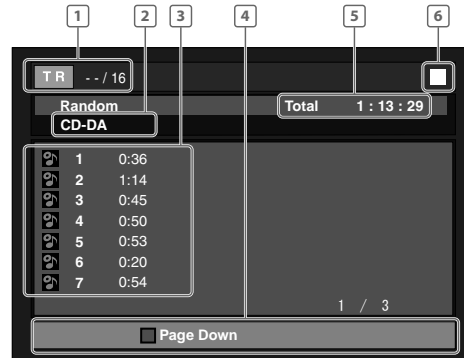 1 2 3 4 5 6
T R - - / 16
Random Total 1 : 13 : 29
CD-DA
1 0:36
2 1:14
3 0:45
4 0:50
5 0:53
6 0:20
7 0:54
1 / 3
Page Down